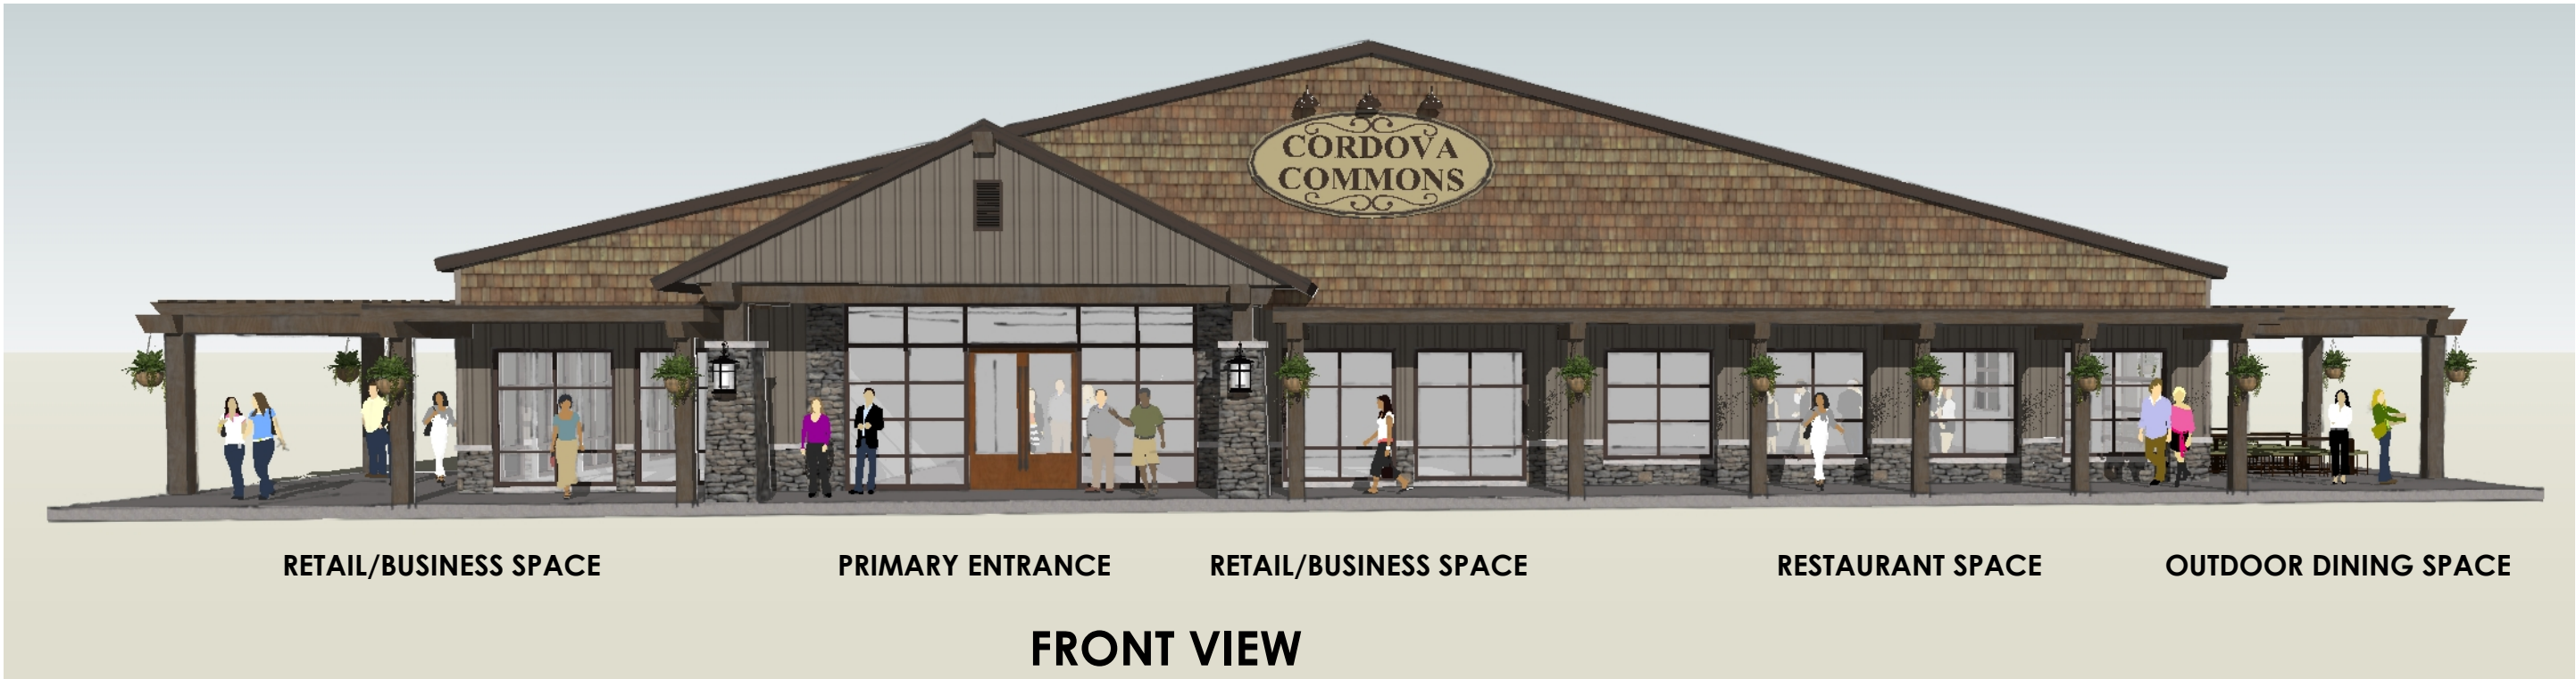 CORDOVA
COMMONS
RETAIL/BUSINESS SPACE
PRIMARY ENTRANCE
RETAIL/BUSINESS SPACE
RESTAURANT SPACE
OUTDOOR DINING SPACE
FRONT VIEW